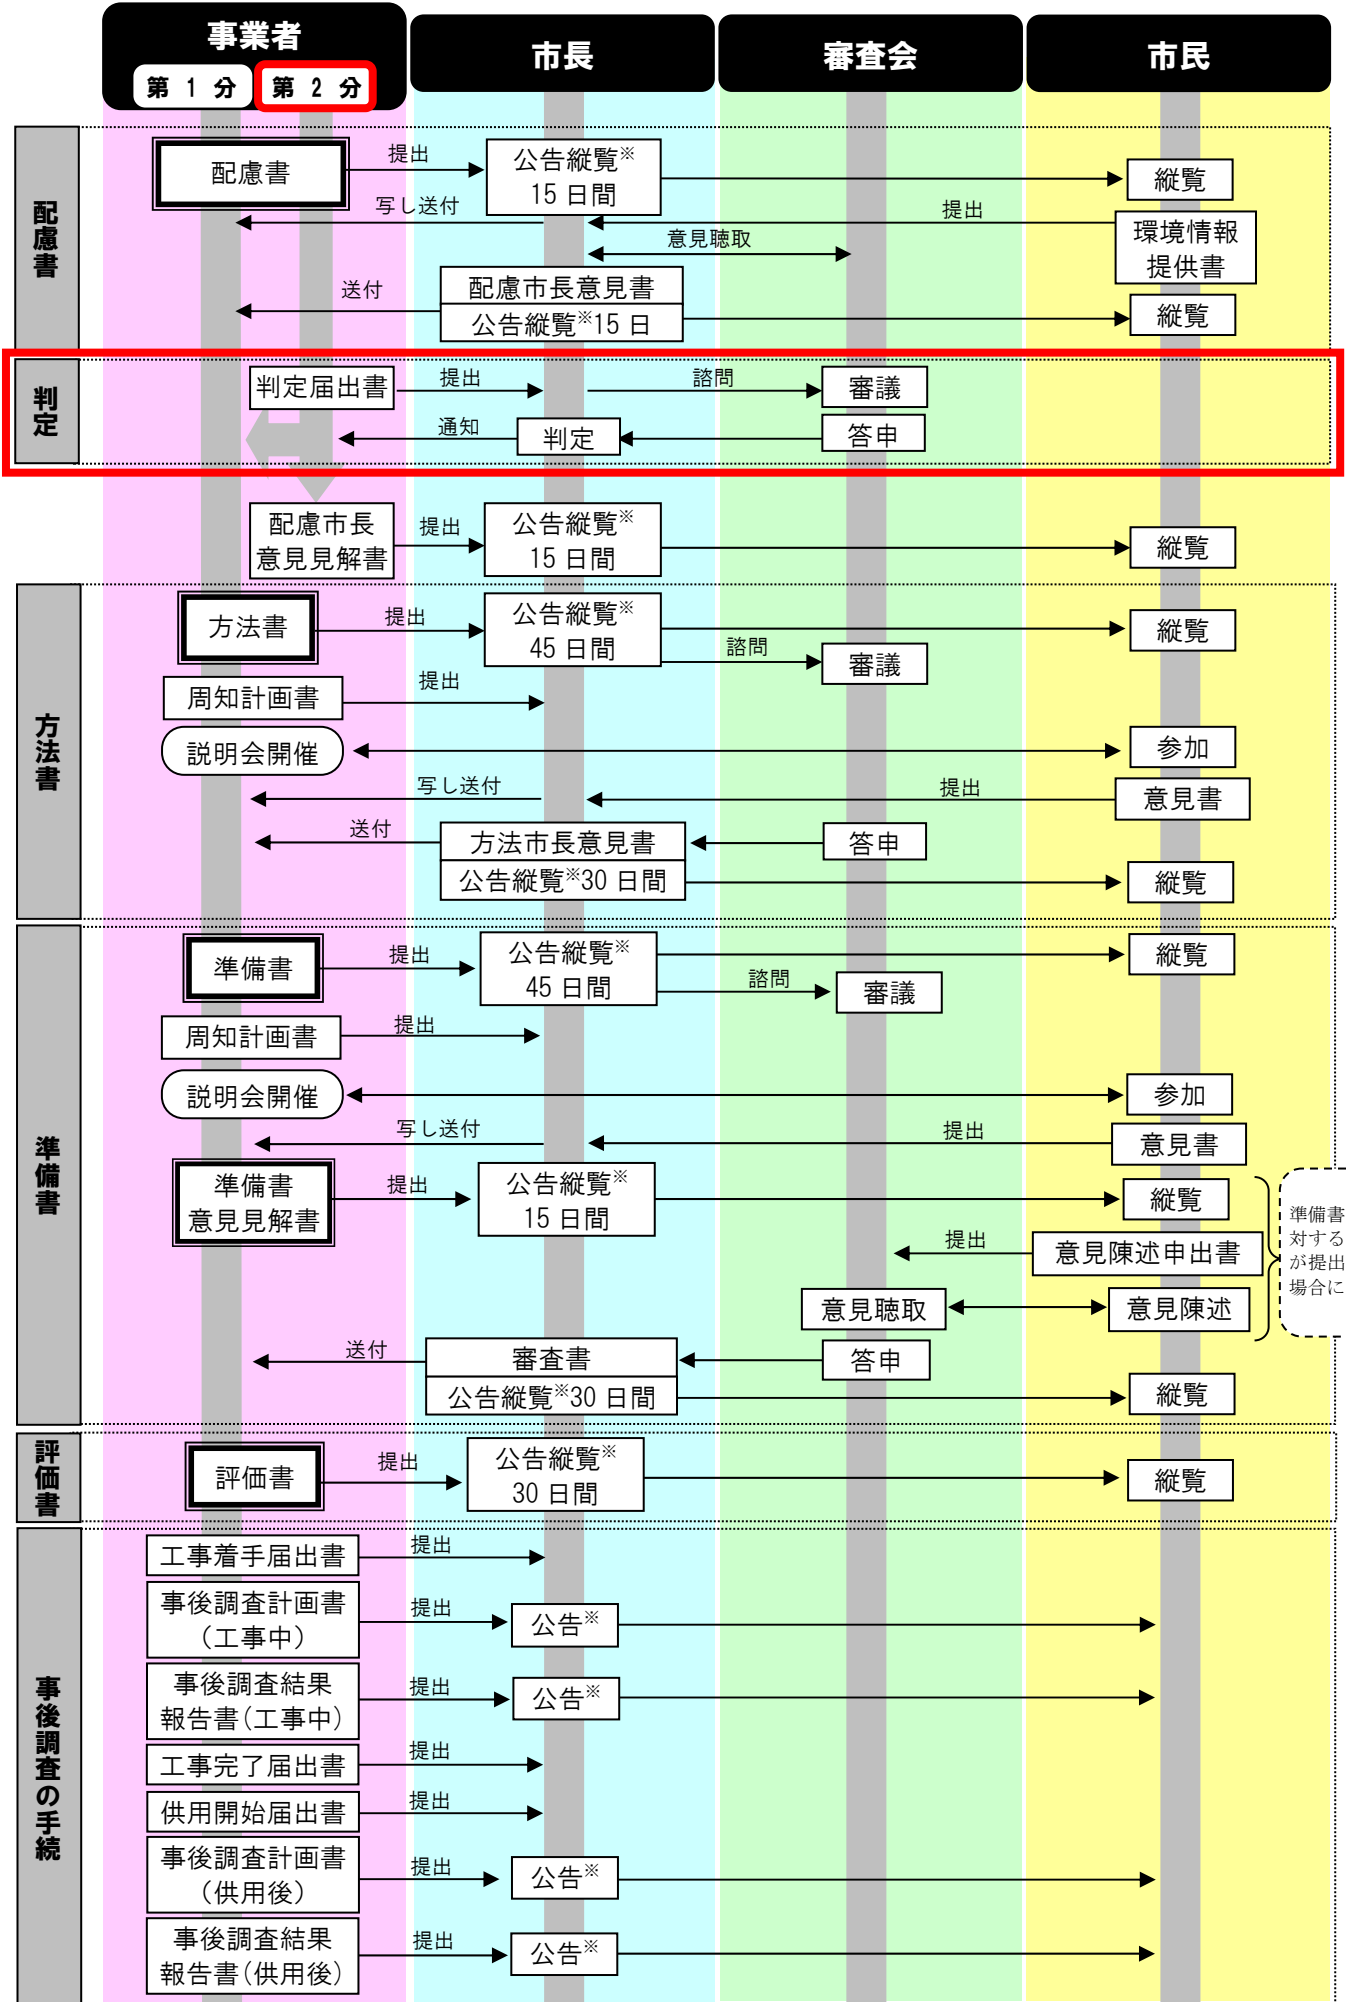 事業者
第 1 分
第 2 分
市長
審査会
市民
配慮書
配慮書
提出
公告縦覧※
15 日間
縦覧
写し送付
提出
環境情報
提供書
意見聴取
送付
配慮市長意見書
公告縦覧※15 日
縦覧
判定
判定届出書
提出
諮問
審議
通知
判定
答申
配慮市長
意見見解書
提出
公告縦覧※
15 日間
縦覧
方法書
方法書
提出
公告縦覧※
45 日間
縦覧
諮問
審議
周知計画書
提出
説明会開催
参加
写し送付
提出
意見書
送付
方法市長意見書
答申
公告縦覧※30 日間
縦覧
準備書
準備書
提出
公告縦覧※
45 日間
縦覧
諮問
審議
周知計画書
提出
説明会開催
参加
写し送付
提出
意見書
準備書
意見見解書
提出
公告縦覧※
15 日間
縦覧
提出
意見陳述申出書
意見聴取
意見陳述
準備書
対する
が提出
場合に
送付
審査書
答申
公告縦覧※30 日間
縦覧
評価書
評価書
提出
公告縦覧※
30 日間
縦覧
事後調査の手続
工事着手届出書
提出
事後調査計画書
（工事中）
提出
公告※
事後調査結果
報告書（工事中）
提出
公告※
工事完了届出書
提出
供用開始届出書
提出
事後調査計画書
（供用後）
提出
公告※
事後調査結果
報告書（供用後）
提出
公告※